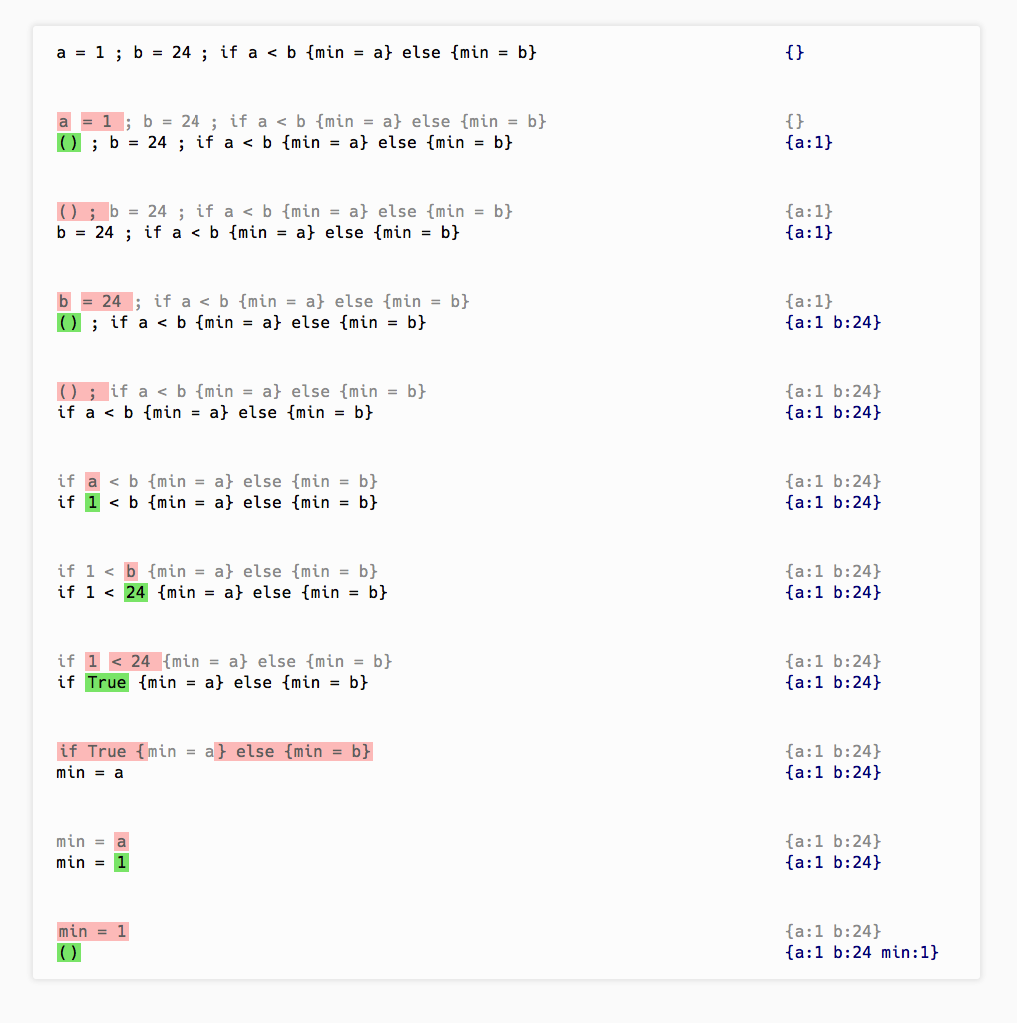 a = 1 ; b = 24 ; if a < b {min = a} else {min = b} {}
a = 1 ; b = 24 ; if a < b {min = a} else {min = b} {}
() ; b = 24 ; if a < b {min = a} else {min = b} {a:1}
() ; b = 24 ; if a < b {min = a} else {min = b} {a:1}
b = 24 ; if a < b {min = a} else {min = b} {a:1}
b = 24 ; if a < b {min = a} else {min = b} {a:1}
() ; if a < b {min = a} else {min = b} {a:1 b:24}
() ; if a < b {min = a} else {min = b} {a:1 b:24}
if a < b {min = a} else {min = b} {a:1 b:24}
if a < b {min = a} else {min = b} {a:1 b:24}
if 1 < b {min = a} else {min = b} {a:1 b:24}
if 1 < b {min = a} else {min = b} {a:1 b:24}
if 1 < 24 {min = a} else {min = b} {a:1 b:24}
if 1 < 24 {min = a} else {min = b} {a:1 b:24}
if True {min = a} else {min = b} {a:1 b:24}
if True {min = a} else {min = b} {a:1 b:24}
min = a {a:1 b:24}
min = a {a:1 b:24}
min = 1 {a:1 b:24}
min = 1 {a:1 b:24}
() {a:1 b:24 min:1}